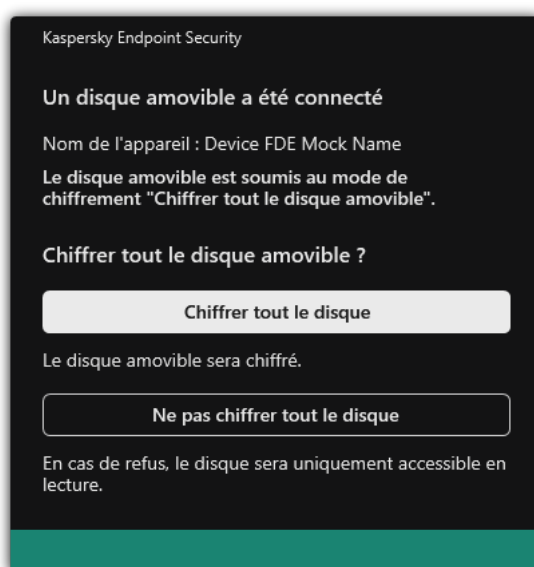 Kaspersky Endpoint Security
Un disque amovible a été connecté
Nom de l'appareil : Device FDE Mock Name
Le disque amovible est soumis au mode de
chiffrement "Chiffrer tout le disque amovible".
Chiffrer tout le disque amovible ?
Chiffrer tout le disque
Le disque amovible sera chiffré.
Ne pas chiffrer tout le disque
En cas de refus, le disque sera uniquement accessible en
lecture.